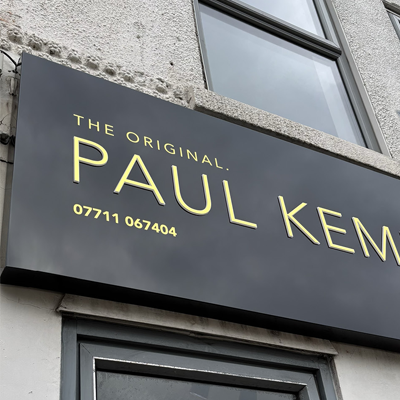 THE ORIGINAL.
PAUL KEM
07711 067404